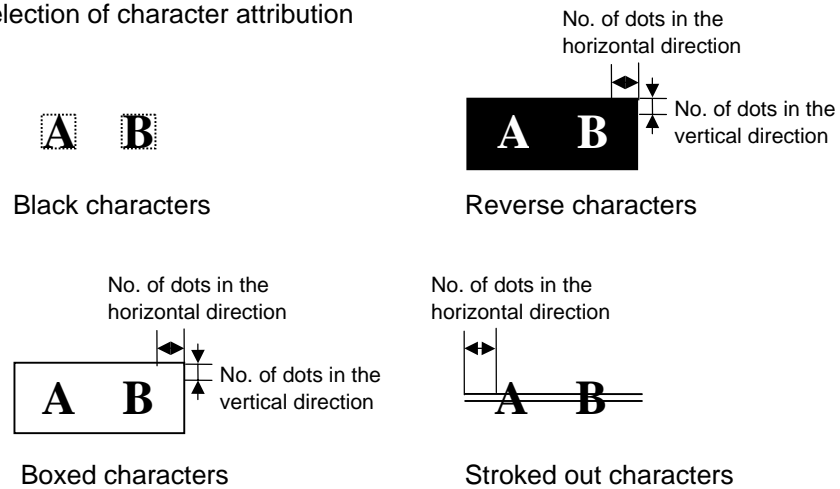 election of character attribution
No. of dots in the
horizontal direction
No. of dots in the
vertical direction
A B
A B
Black characters
Reverse characters
No. of dots in the
horizontal direction
No. of dots in the
horizontal direction
No. of dots in the
vertical direction
A B
A B
Boxed characters
Stroked out characters